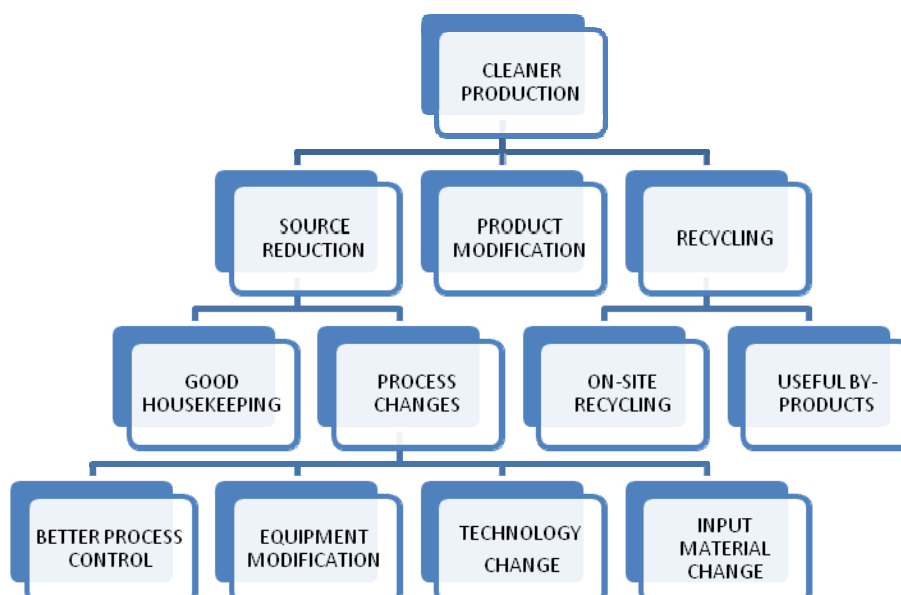 CLEANER
PRODUCTION
SOURCE
REDUCTION
PRODUCT
MODIFICATION
RECYCLING
GOOD
HOUSEKEEPING
PROCESS
CHANGES
ON-SITE
RECYCLING
USEFUL BY-
PRODUCTS
BETTER PROCESS
CONTROL
EQUIPMENT
MODIFICATION
TECHNOLOGY
CHANGE
INPUT
MATERIAL
CHANGE